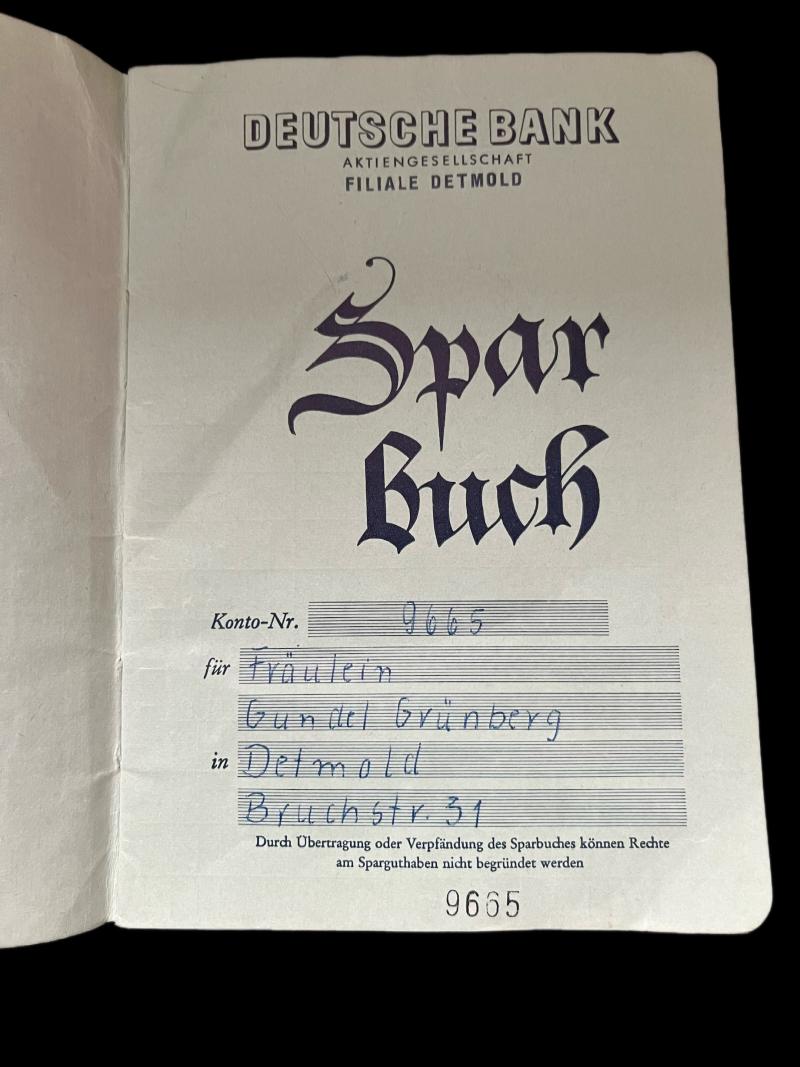 DEUTSCHE BANK
AKTIENGESELLSCHAFT
FILIALE DETMOLD
Spar
buch
Konto-Nr. 9665
für Fräulein
Gundel Grünberg
in Detmold
Bruchstr. 31
Durch Übertragung oder Verpfändung des Sparbuches können Rechte
am Sparguthaben nicht begründet werden
9665